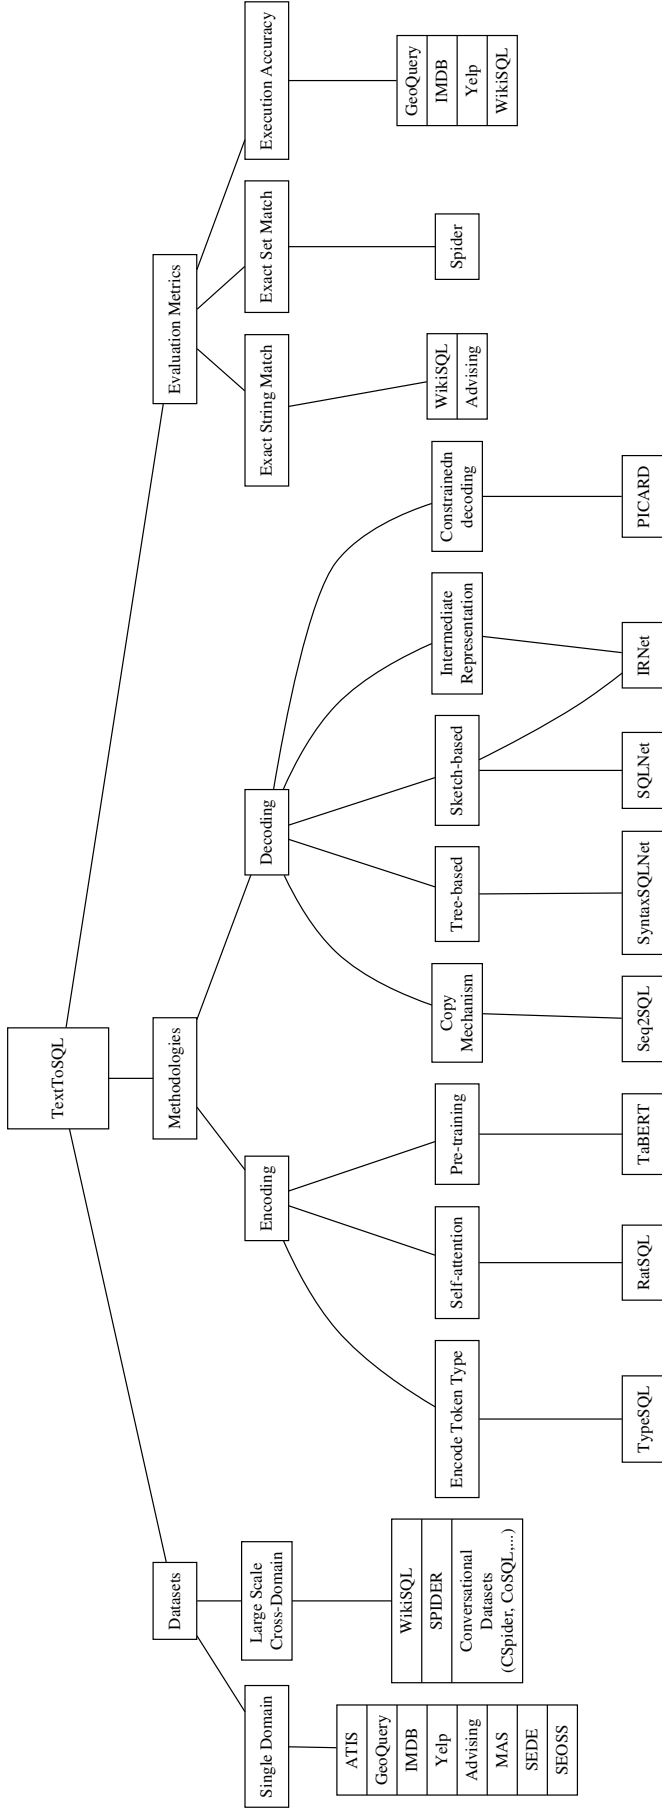 TextToSQL
Datasets
Methodologies
Evaluation Metrics
Single Domain
Large Scale
Cross-Domain
Encoding
Decoding
Exact String Match
Exact Set Match
Execution Accuracy
ATIS
GeoQuery
IMDB
Yelp
Advising
MAS
SEDE
SEOSS
WikiSQL
SPIDER
Conversational
Datasets
(CSpider, CoSQL,...)
Encode Token Type
Self-attention
Pre-training
Copy
Mechanism
Tree-based
Sketch-based
Intermediate
Representation
Constrainedn
decoding
WikiSQL
Advising
Spider
GeoQuery
IMDB
Yelp
WikiSQL
TypeSQL
RatSQL
TaBERT
Seq2SQL
SyntaxSQLNet
SQLNet
IRNet
PICARD